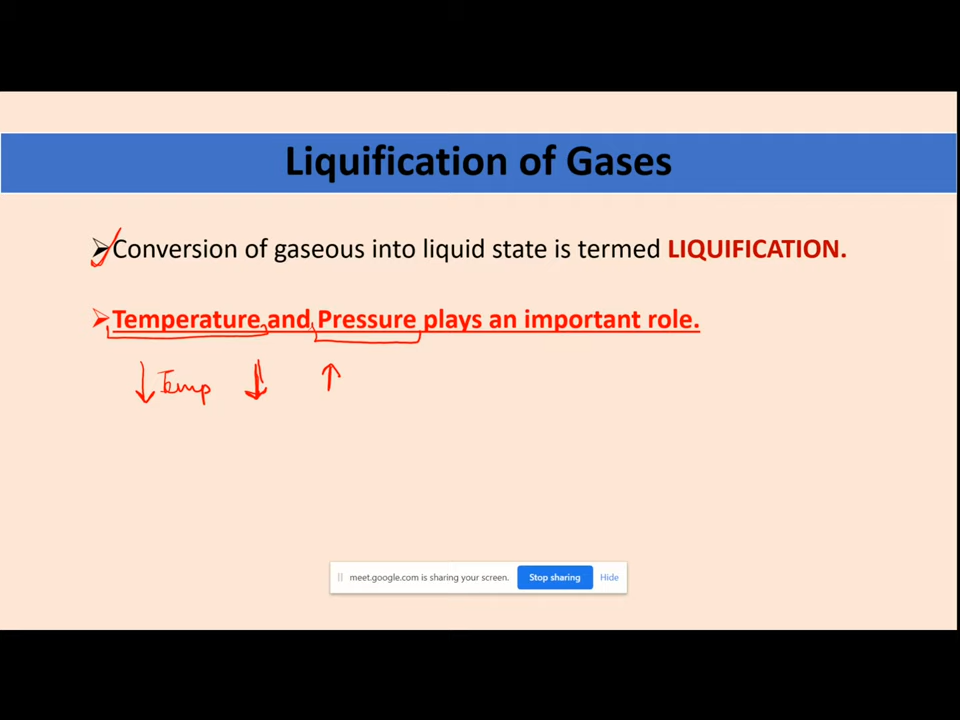 Liquification of Gases
➢Conversion of gaseous into liquid state is termed LIQUIFICATION.
➢Temperature and Pressure plays an important role.
↓ Temp ↓ ↑
meet.google.com is sharing your screen. Stop sharing Hide